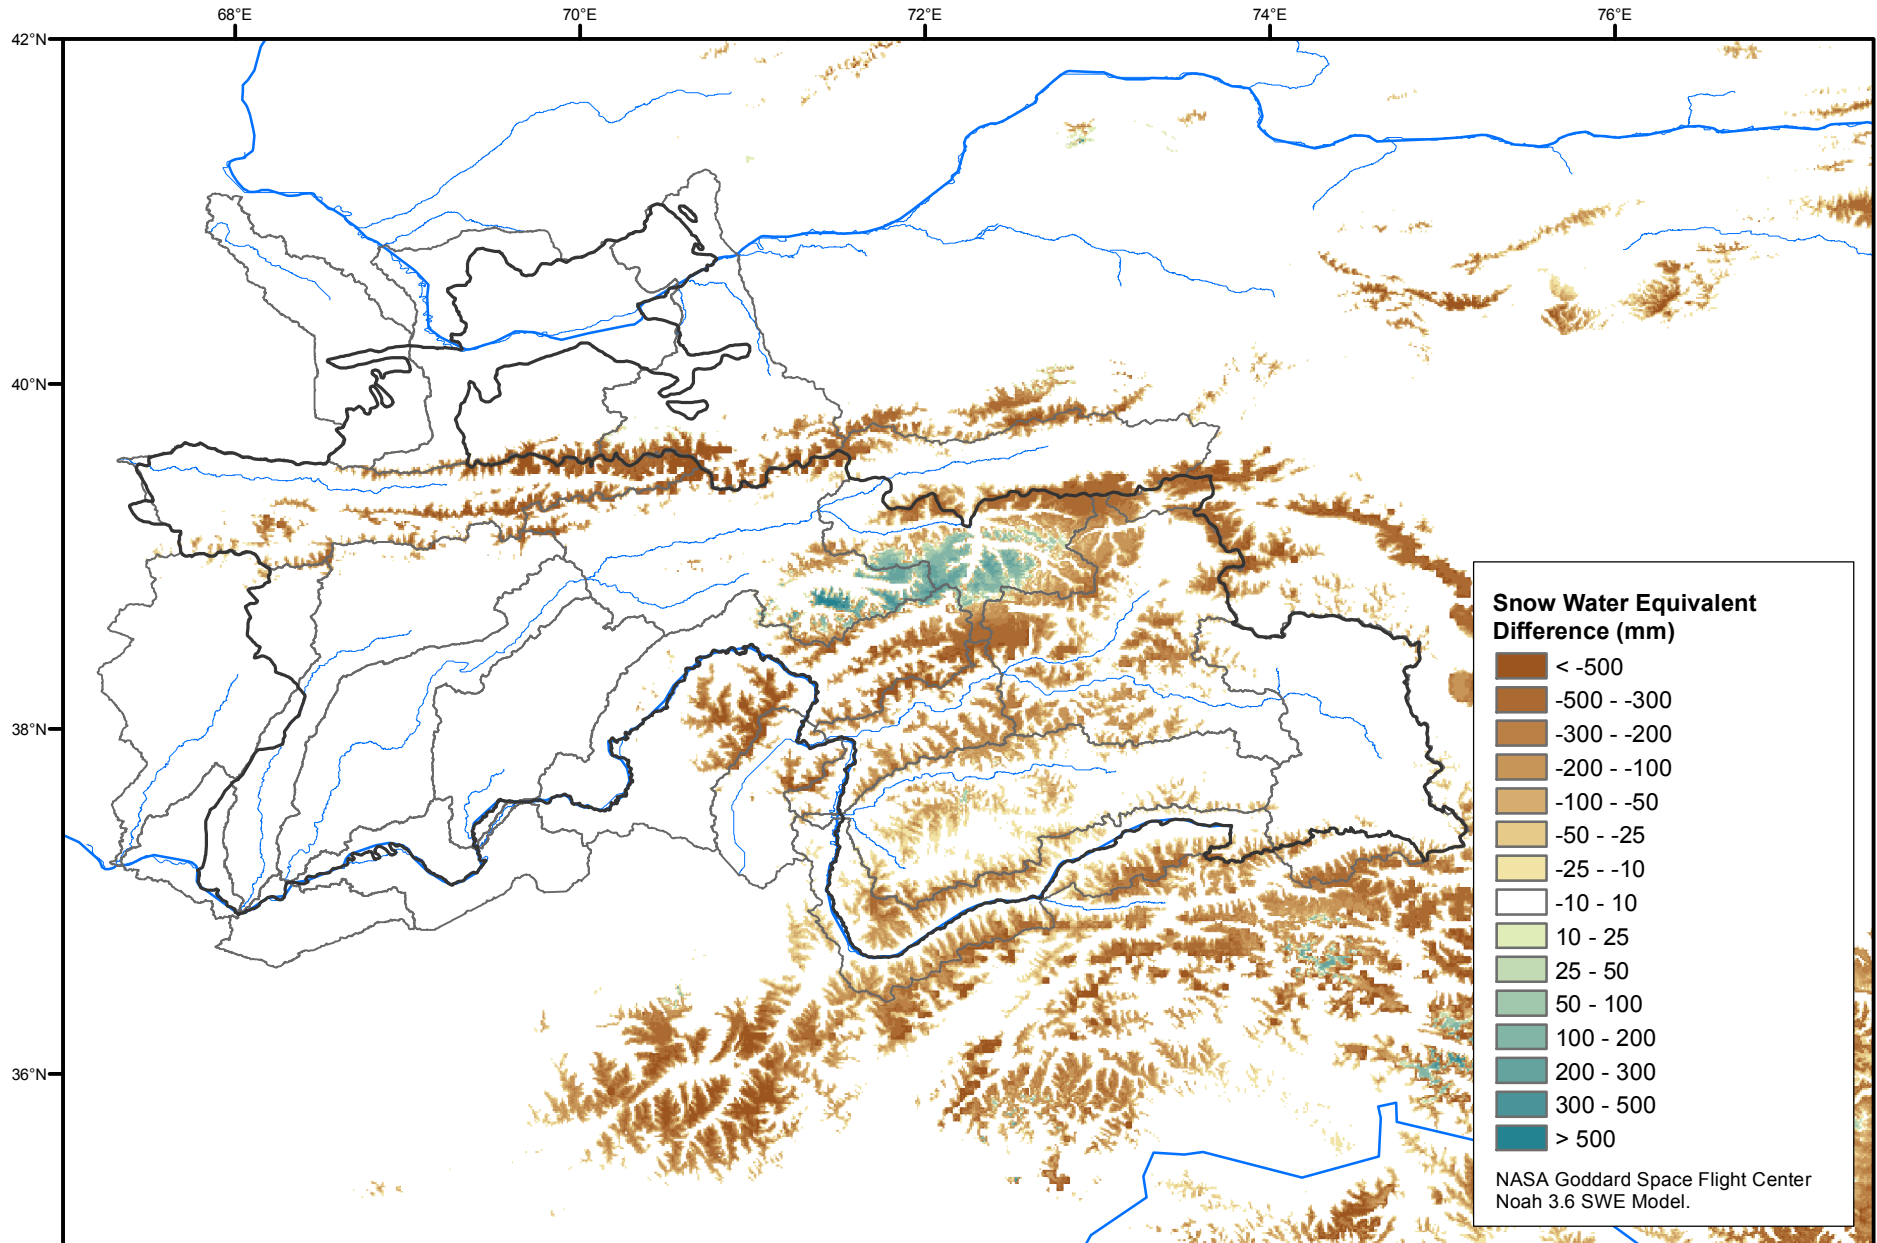 68°E 70°E 72°E 74°E 76°E
42°N
40°N
38°N
36°N
Snow Water Equivalent
Difference (mm)
< -500
-500 - -300
-300 - -200
-200 - -100
-100 - -50
-50 - -25
-25 - -10
-10 - 10
10 - 25
25 - 50
50 - 100
100 - 200
200 - 300
300 - 500
> 500
NASA Goddard Space Flight Center
Noah 3.6 SWE Model.